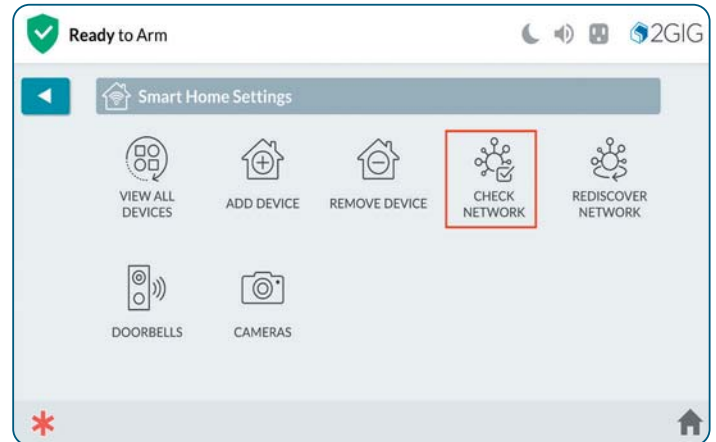 Ready to Arm
2GIG
Smart Home Settings
VIEW ALL
DEVICES
ADD DEVICE
REMOVE DEVICE
CHECK
NETWORK
REDISCOVER
NETWORK
DOORBELLS
CAMERAS